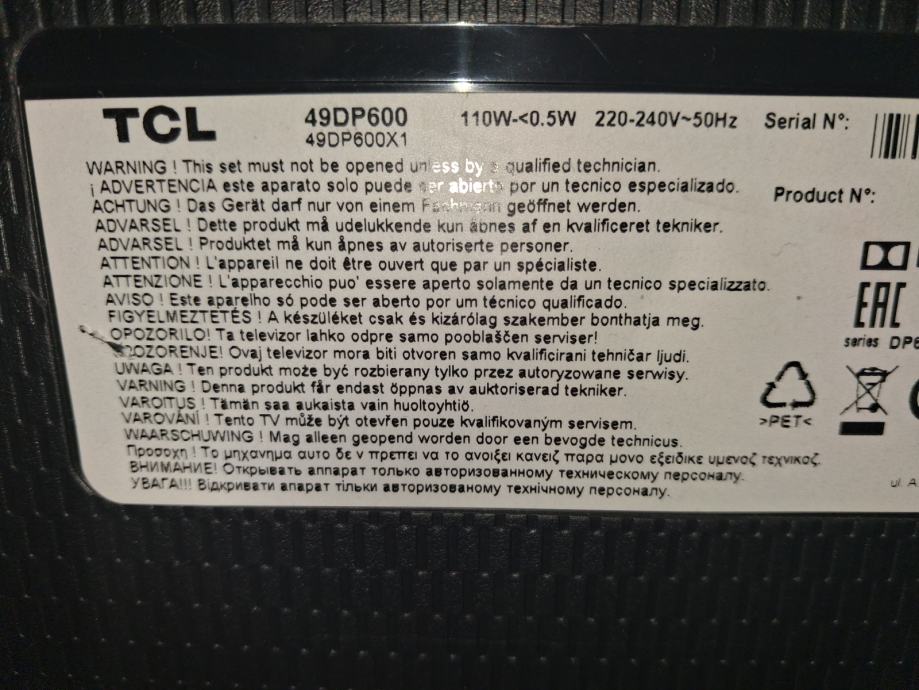 TCL 49DP600 110W-<0.5W 220-240V~50Hz Serial N°:
49DP600X1
WARNING ! This set must not be opened unless by a qualified technician.
¡ ADVERTENCIA este aparato solo puede ser abierto por un tecnico especializado.
Product N°:
ACHTUNG ! Das Gerät darf nur von einem Fachmann geöffnet werden.
ADVARSEL ! Dette produkt må udelukkende kun åbnes af en kvalificeret tekniker.
ADVARSEL ! Produktet må kun åpnes av autoriserte personer.
ATTENTION ! L'appareil ne doit être ouvert que par un spécialiste.
ATTENZIONE ! L'apparecchio puo' essere aperto solamente da un tecnico specializzato.
AVISO ! Este aparelho só pode ser aberto por um técnico qualificado.
FIGYELMEZTETÉS ! A készüléket csak és kizárólag szakember bonthatja meg.
OPOZORILO! Ta televizor lahko odpre samo pooblaščen serviser!
UPOZORENJE! Ovaj televizor mora biti otvoren samo kvalificirani tehničar ljudi.
UWAGA ! Ten produkt może być rozbierany tylko przez autoryzowane serwisy.
VARNING ! Denna produkt får endast öppnas av auktoriserad tekniker.
VAROITUS ! Tämän saa aukaista vain huoltoyhtiö.
VAROVÁNÍ ! Tento TV může být otevřen pouze kvalifikovaným servisem.
WAARSCHUWING ! Mag alleen geopend worden door een bevogde technicus.
Προσοχη ! Το μηχανημα αυτο δε ν πρεπει να το ανοιξει κανειζ παρα μονο εξειδικε υμενοζ τεχνικοζ.
ВНИМАНИЕ! Открывать аппарат только авторизованному техническому персоналу.
УВАГА!!! Відкривати апарат тільки авторизованому технічному персоналу.
EAC
series DP6
>PET<
ul. A